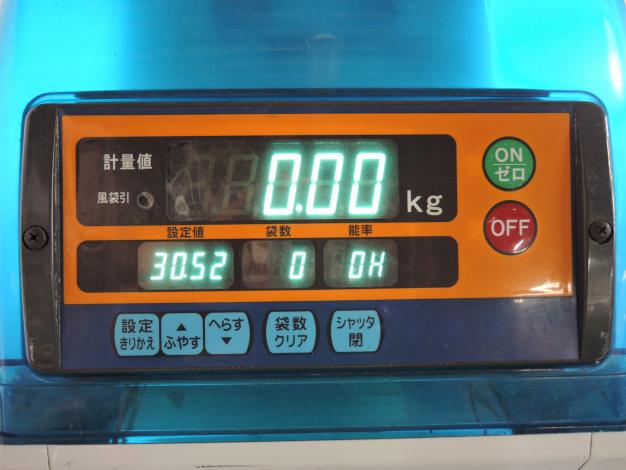 計量値
0.00 kg
風袋引
設定値 袋数 能率
30.52 0 0H
ON
ゼロ
OFF
設定
きりかえ
▲
ふやす
へらす
▼
袋数
クリア
シャッタ
閉